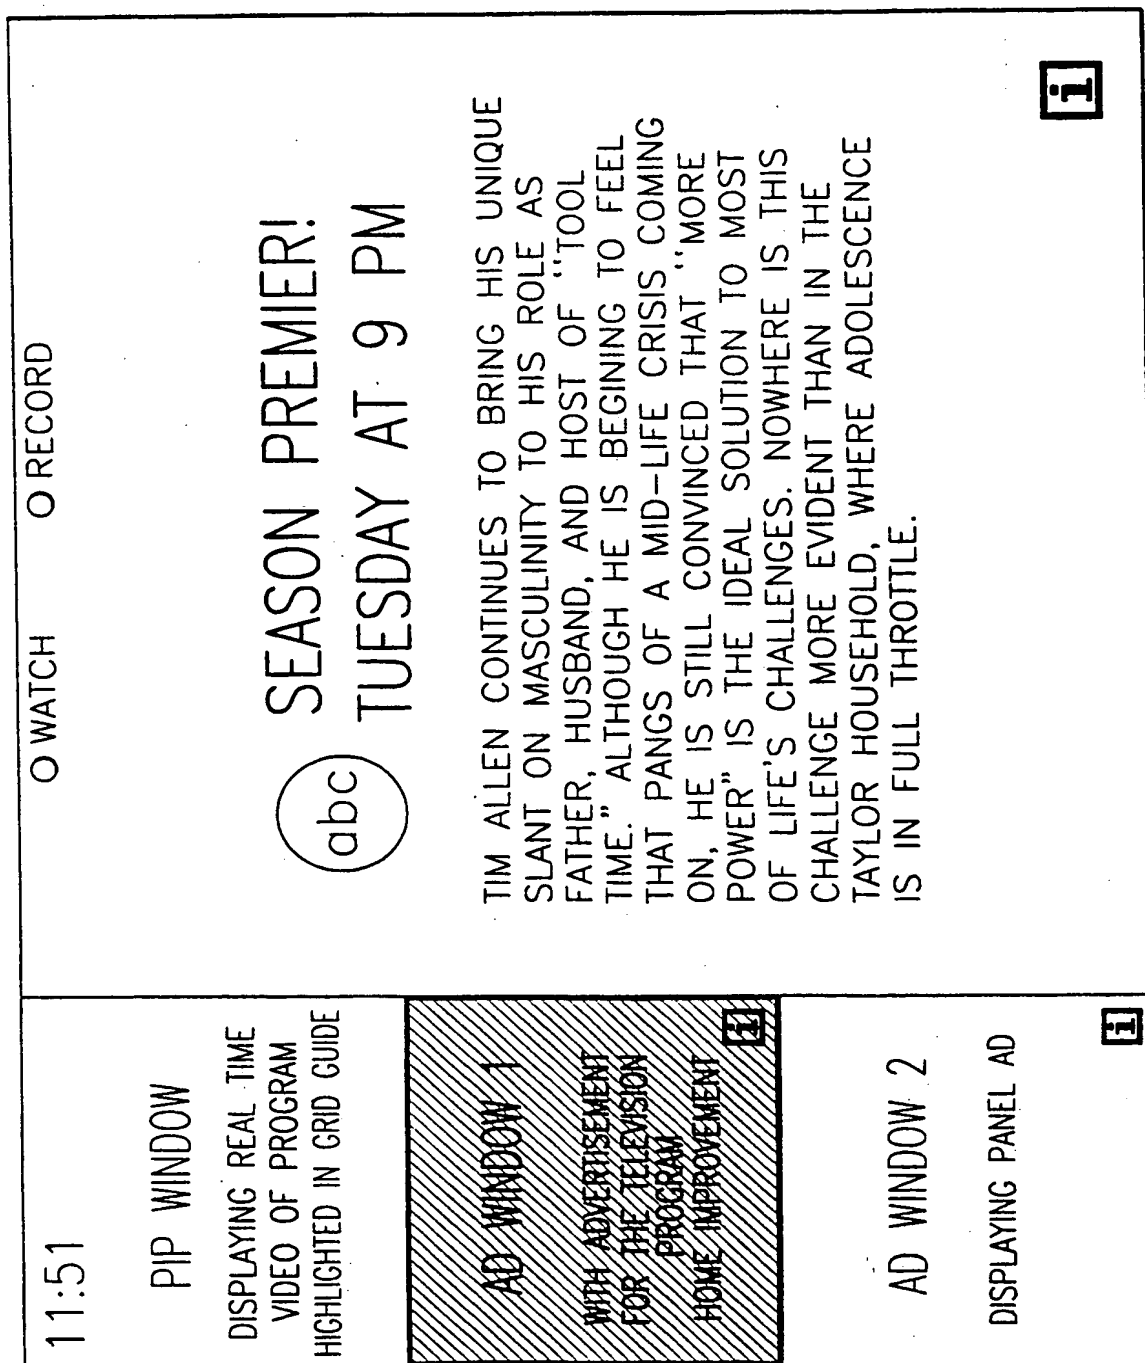 11:51
PIP WINDOW
DISPLAYING REAL TIME
VIDEO OF PROGRAM
HIGHLIGHTED IN GRID GUIDE
AD WINDOW 1
WITH ADVERTISEMENT
FOR THE TELEVISION
PROGRAM
HOME IMPROVEMENT
i
AD WINDOW 2
DISPLAYING PANEL AD
i
O WATCH O RECORD
abc
SEASON PREMIER!
TUESDAY AT 9 PM
TIM ALLEN CONTINUES TO BRING HIS UNIQUE
SLANT ON MASCULINITY TO HIS ROLE AS
FATHER, HUSBAND, AND HOST OF "TOOL
TIME." ALTHOUGH HE IS BEGINING TO FEEL
THAT PANGS OF A MID-LIFE CRISIS COMING
ON, HE IS STILL CONVINCED THAT "MORE
POWER" IS THE IDEAL SOLUTION TO MOST
OF LIFE'S CHALLENGES. NOWHERE IS THIS
CHALLENGE MORE EVIDENT THAN IN THE
TAYLOR HOUSEHOLD, WHERE ADOLESCENCE
IS IN FULL THROTTLE.
i